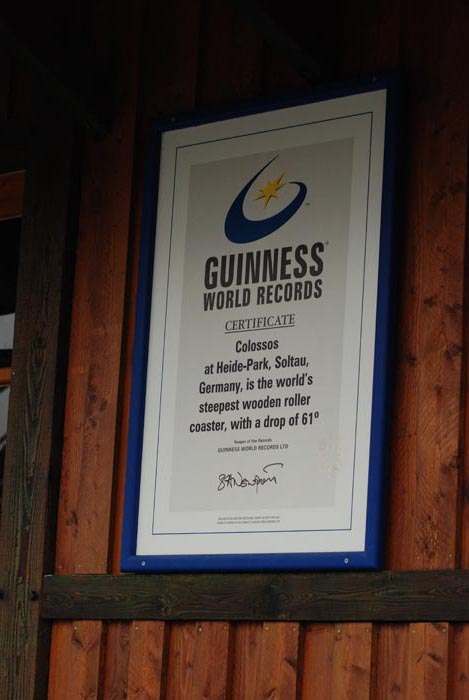 GUINNESS
WORLD RECORDS
CERTIFICATE
Colossos
at Heide-Park, Soltau,
Germany, is the world's
steepest wooden roller
coaster, with a drop of 61°
Keeper of the Records
GUINNESS WORLD RECORDS LTD